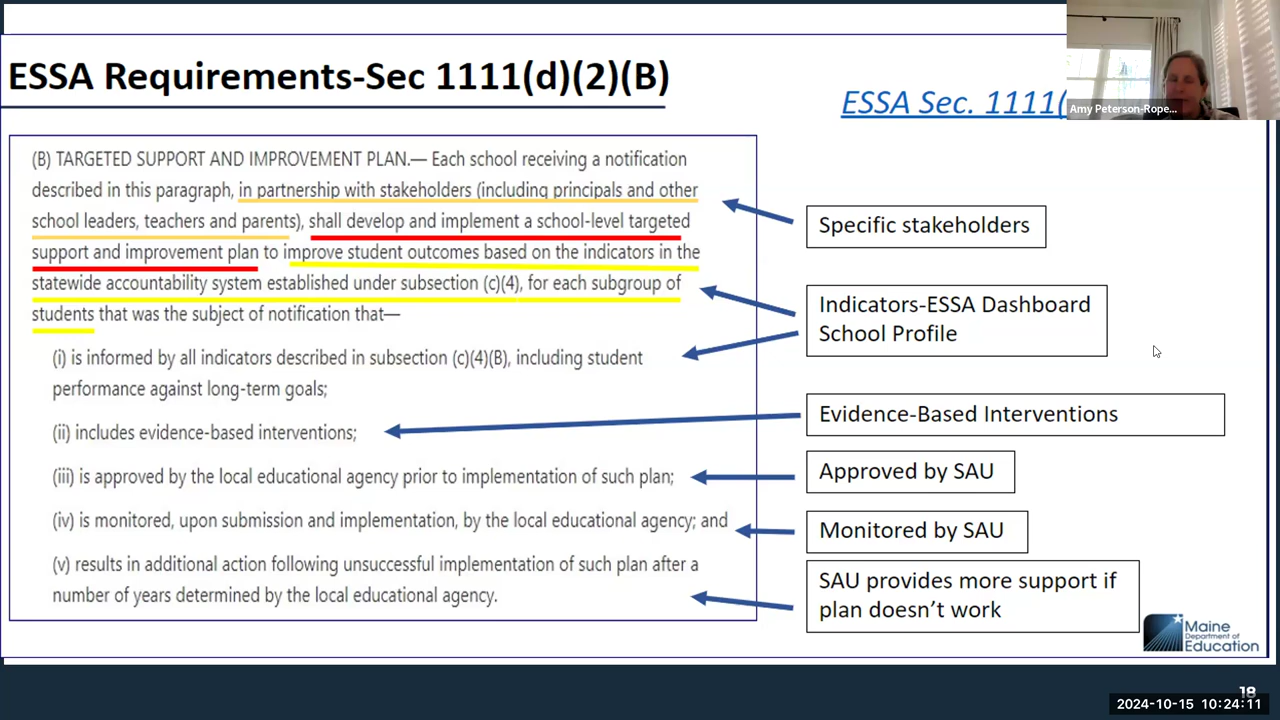 ESSA Requirements-Sec 1111(d)(2)(B)
ESSA Sec. 1111(
Amy Peterson-Rope...
(B) TARGETED SUPPORT AND IMPROVEMENT PLAN.— Each school receiving a notification
described in this paragraph, in partnership with stakeholders (including principals and other
school leaders, teachers and parents), shall develop and implement a school-level targeted
support and improvement plan to improve student outcomes based on the indicators in the
statewide accountability system established under subsection (c)(4), for each subgroup of
students that was the subject of notification that—
(i) is informed by all indicators described in subsection (c)(4)(B), including student
performance against long-term goals;
(ii) includes evidence-based interventions;
(iii) is approved by the local educational agency prior to implementation of such plan;
(iv) is monitored, upon submission and implementation, by the local educational agency; and
(v) results in additional action following unsuccessful implementation of such plan after a
number of years determined by the local educational agency.
Specific stakeholders
Indicators-ESSA Dashboard
School Profile
Evidence-Based Interventions
Approved by SAU
Monitored by SAU
SAU provides more support if
plan doesn't work
Maine
Department of
Education
18
2024-10-15 10:24:11